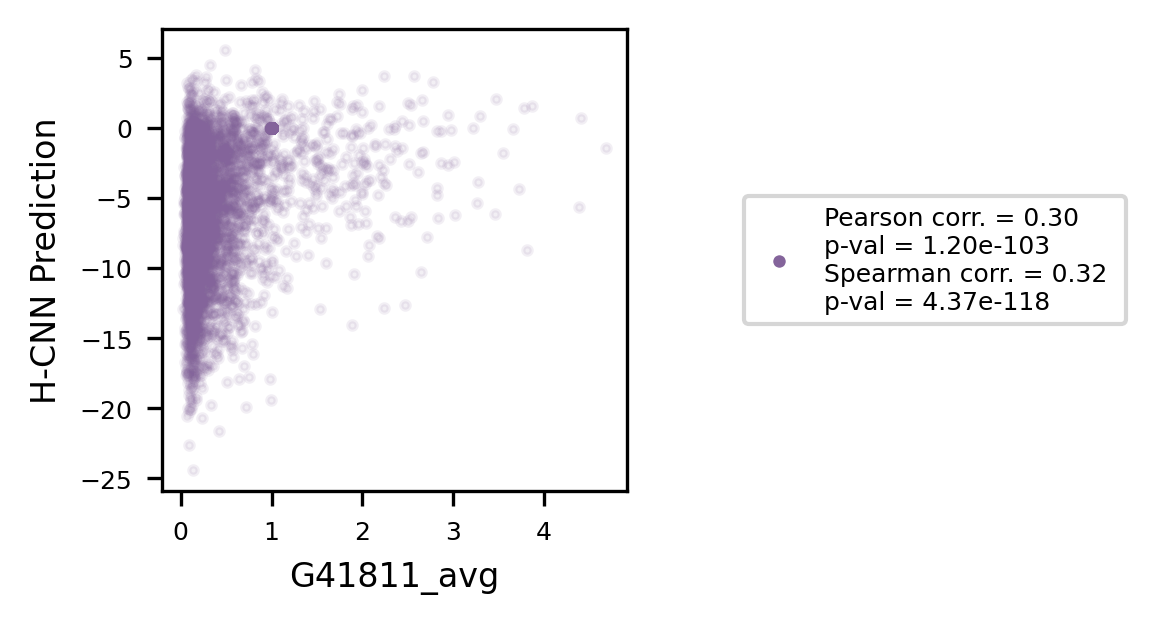 5
0
−5
−10
−15
−20
−25
H-CNN Prediction
0 1 2 3 4
G41811_avg
Pearson corr. = 0.30
p-val = 1.20e-103
Spearman corr. = 0.32
p-val = 4.37e-118